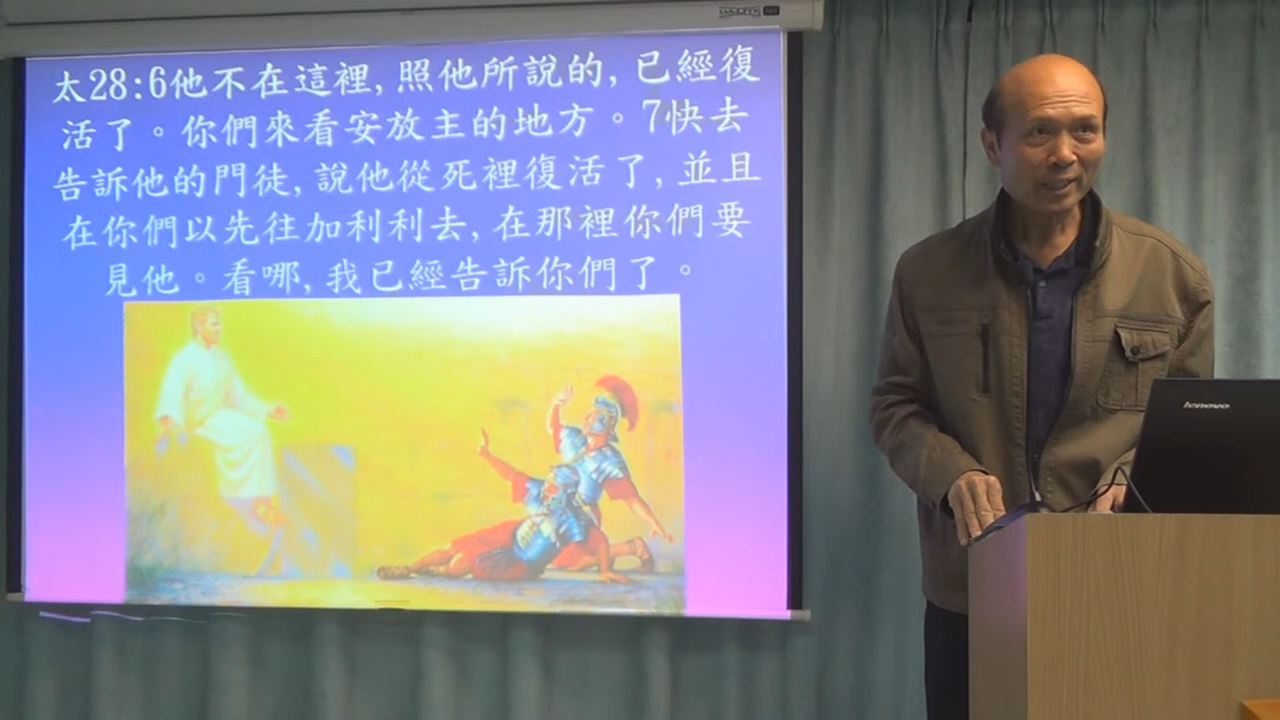 太28:6他不在這裡,照他所說的,已經復
活了。你們來看安放主的地方。7快去
告訴他的門徒,說他從死裡復活了,並且
在你們以先往加利利去,在那裡你們要
見他。看哪,我已經告訴你們了。
lenovo